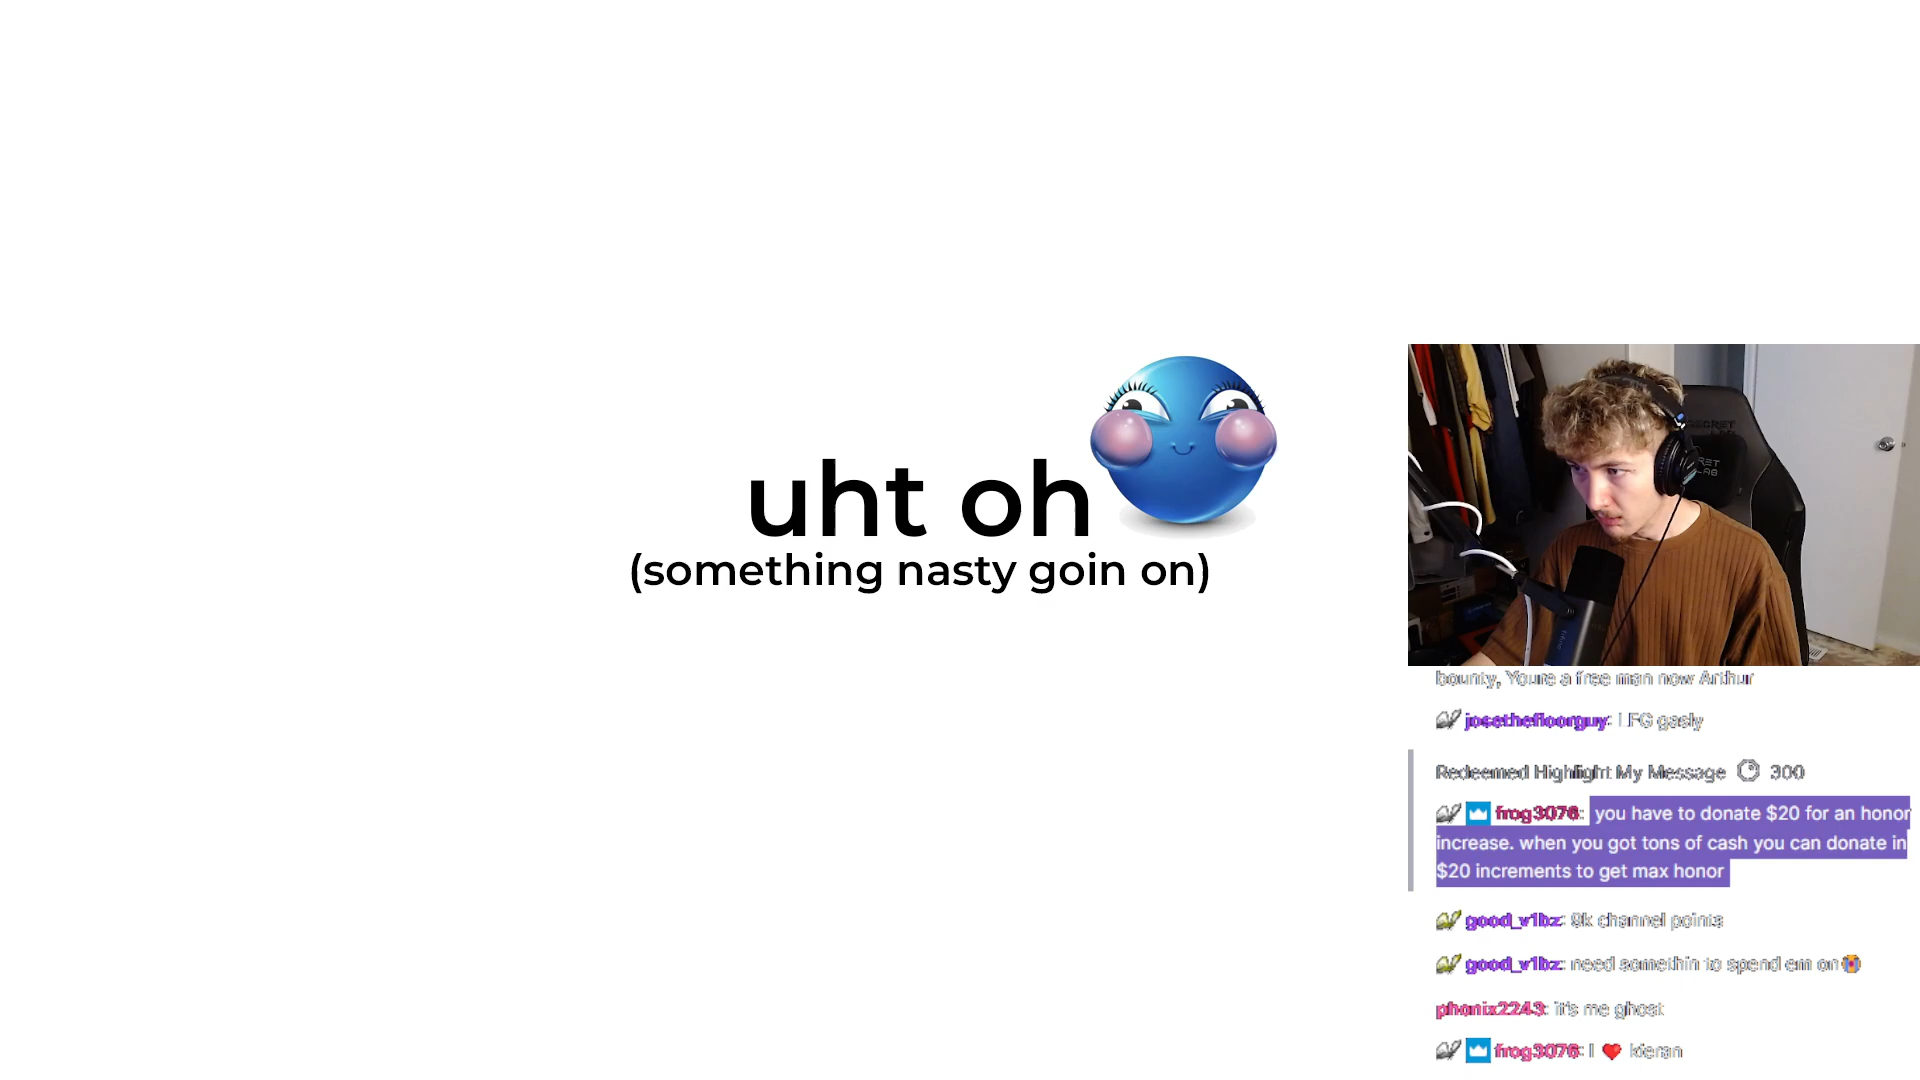 uht oh
(something nasty goin on)
SECRET
LAB
bounty, Youre a free man now Arthur
josethefloorguy: LFG gasly
Redeemed Highlight My Message 300
frog3076: you have to donate $20 for an honor
increase. when you got tons of cash you can donate in
$20 increments to get max honor
good_v1bz: 9k channel points
good_v1bz: need somethin to spend em on
phonix2243: it's me ghost
frog3076: I ❤ kieran